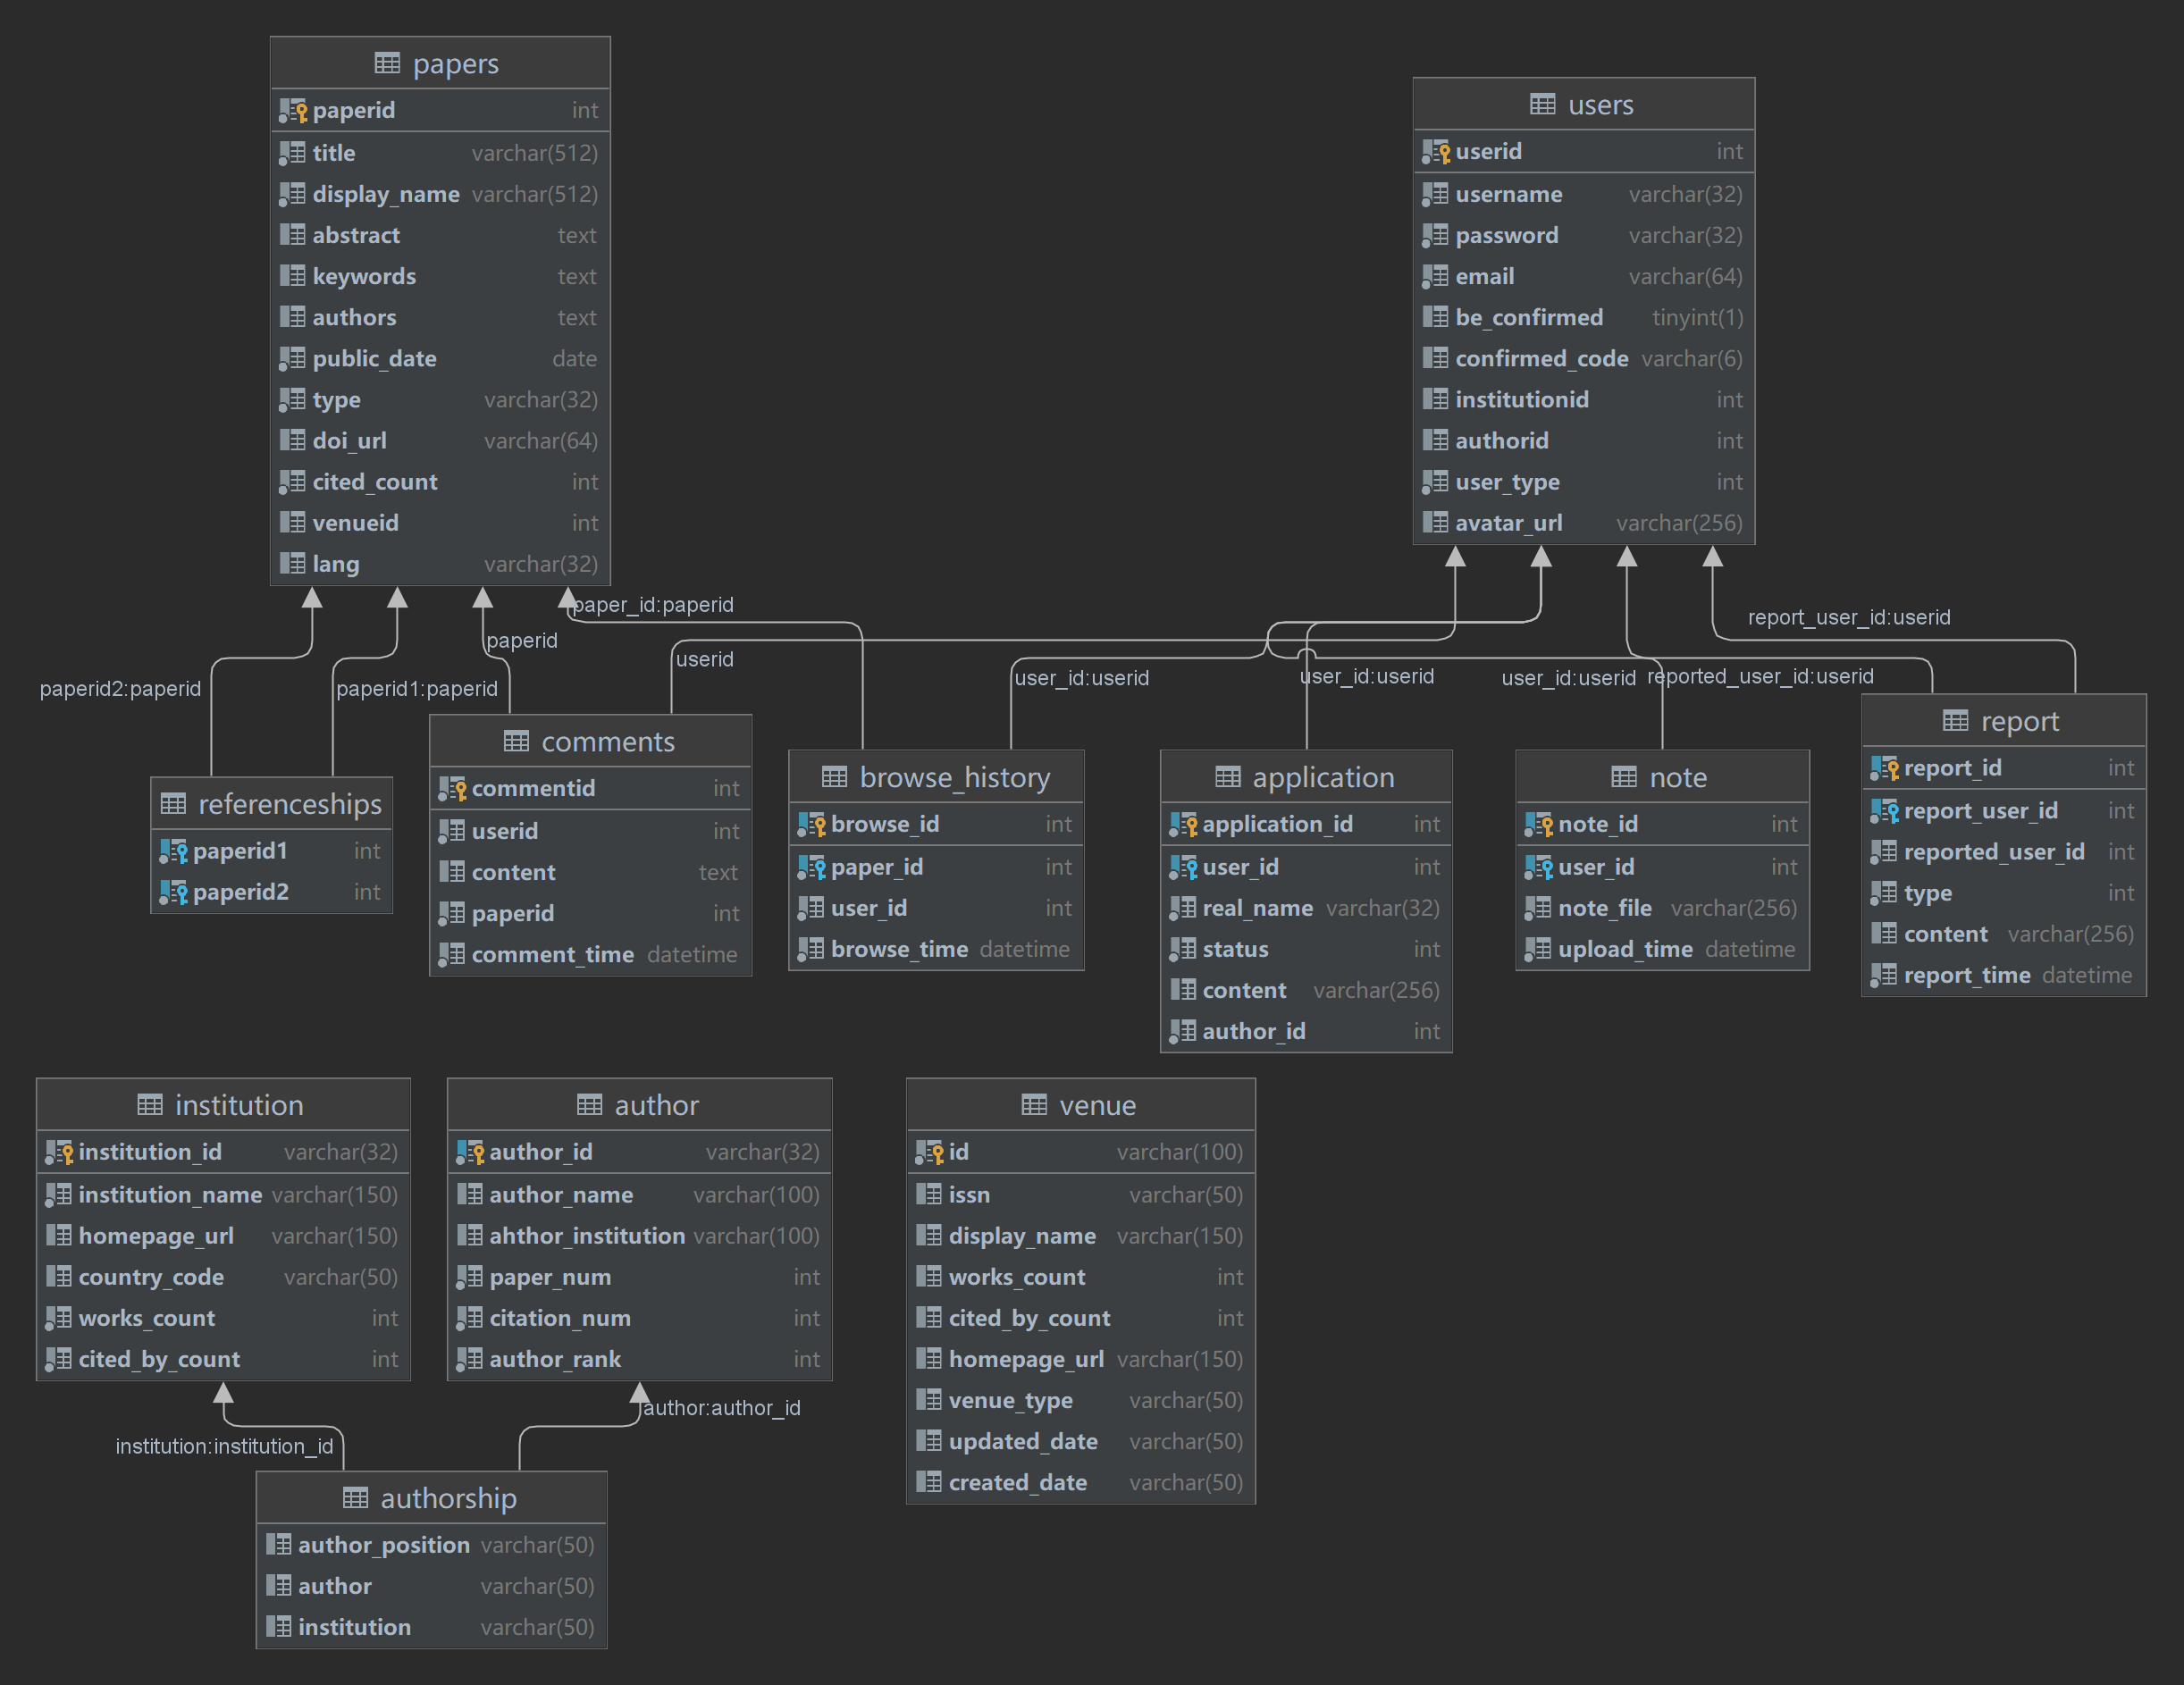 papers
paperid int
title varchar(512)
display_name varchar(512)
abstract text
keywords text
authors text
public_date date
type varchar(32)
doi_url varchar(64)
cited_count int
venueid int
lang varchar(32)
users
userid int
username varchar(32)
password varchar(32)
email varchar(64)
be_confirmed tinyint(1)
confirmed_code varchar(6)
institutionid int
authorid int
user_type int
avatar_url varchar(256)
paper_id:paperid
report_user_id:userid
paperid
userid
user_id:userid
user_id:userid
user_id:userid
reported_user_id:userid
paperid2:paperid
paperid1:paperid
referenceships
paperid1 int
paperid2 int
comments
commentid int
userid int
content text
paperid int
comment_time datetime
browse_history
browse_id int
paper_id int
user_id int
browse_time datetime
application
application_id int
user_id int
real_name varchar(32)
status int
content varchar(256)
author_id int
note
note_id int
user_id int
note_file varchar(256)
upload_time datetime
report
report_id int
report_user_id int
reported_user_id int
type int
content varchar(256)
report_time datetime
institution
institution_id varchar(32)
institution_name varchar(150)
homepage_url varchar(150)
country_code varchar(50)
works_count int
cited_by_count int
author
author_id varchar(32)
author_name varchar(100)
ahthor_institution varchar(100)
paper_num int
citation_num int
author_rank int
venue
id varchar(100)
issn varchar(50)
display_name varchar(150)
works_count int
cited_by_count int
homepage_url varchar(150)
venue_type varchar(50)
updated_date varchar(50)
created_date varchar(50)
author:author_id
institution:institution_id
authorship
author_position varchar(50)
author varchar(50)
institution varchar(50)